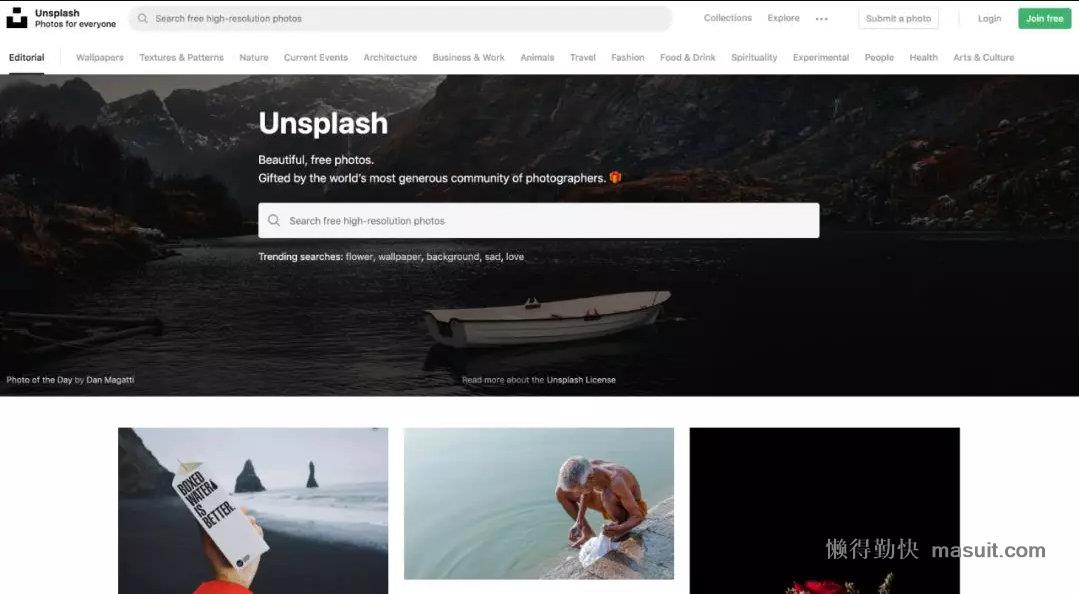 Unsplash
Photos for everyone
Search free high-resolution photos
Collections Explore ••• Submit a photo Login Join free
Editorial Wallpapers Textures & Patterns Nature Current Events Architecture Business & Work Animals Travel Fashion Food & Drink Spirituality Experimental People Health Arts & Culture
Unsplash
Beautiful, free photos.
Gifted by the world's most generous community of photographers. 🎁
Search free high-resolution photos
Trending searches: flower, wallpaper, background, sad, love
Photo of the Day by Dan Magatti
Read more about the Unsplash License
BOXED
WATER
IS
BETTER.
懒得勤快 masuit.com